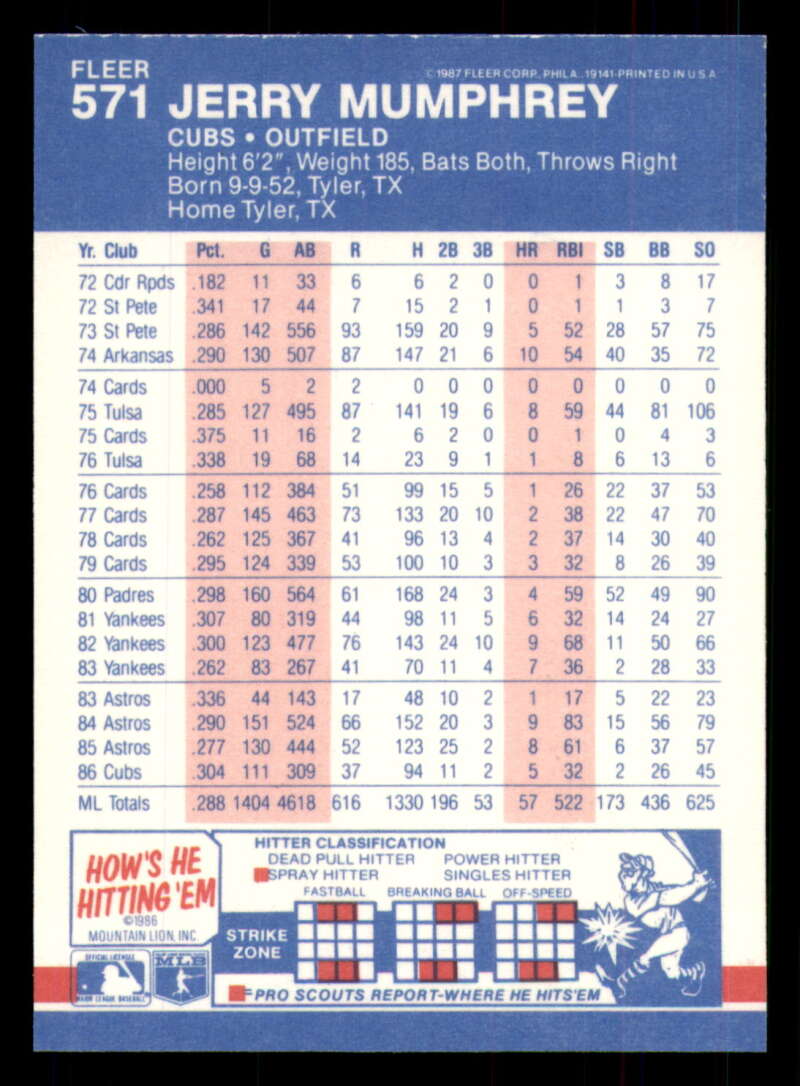 FLEER
©1987 FLEER CORP. PHILA. 19141-PRINTED IN U.S.A.
571 JERRY MUMPHREY
CUBS • OUTFIELD
Height 6'2", Weight 185, Bats Both, Throws Right
Born 9-9-52, Tyler, TX
Home Tyler, TX
Yr. Club Pct. G AB R H 2B 3B HR RBI SB BB SO
72 Cdr Rpds .182 11 33 6 6 2 0 0 1 3 8 17
72 St Pete .341 17 44 7 15 2 1 0 1 1 3 7
73 St Pete .286 142 556 93 159 20 9 5 52 28 57 75
74 Arkansas .290 130 507 87 147 21 6 10 54 40 35 72
74 Cards .000 5 2 2 0 0 0 0 0 0 0 0
75 Tulsa .285 127 495 87 141 19 6 8 59 44 81 106
75 Cards .375 11 16 2 6 2 0 0 1 0 4 3
76 Tulsa .338 19 68 14 23 9 1 1 8 6 13 6
76 Cards .258 112 384 51 99 15 5 1 26 22 37 53
77 Cards .287 145 463 73 133 20 10 2 38 22 47 70
78 Cards .262 125 367 41 96 13 4 2 37 14 30 40
79 Cards .295 124 339 53 100 10 3 3 32 8 26 39
80 Padres .298 160 564 61 168 24 3 4 59 52 49 90
81 Yankees .307 80 319 44 98 11 5 6 32 14 24 27
82 Yankees .300 123 477 76 143 24 10 9 68 11 50 66
83 Yankees .262 83 267 41 70 11 4 7 36 2 28 33
83 Astros .336 44 143 17 48 10 2 1 17 5 22 23
84 Astros .290 151 524 66 152 20 3 9 83 15 56 79
85 Astros .277 130 444 52 123 25 2 8 61 6 37 57
86 Cubs .304 111 309 37 94 11 2 5 32 2 26 45
ML Totals .288 1404 4618 616 1330 196 53 57 522 173 436 625
HOW'S HE
HITTING 'EM
©1986
MOUNTAIN LION, INC.
OFFICIAL LICENSEE
MAJOR LEAGUE BASEBALL
MLB
HITTER CLASSIFICATION
DEAD PULL HITTER POWER HITTER
SPRAY HITTER SINGLES HITTER
FASTBALL BREAKING BALL OFF-SPEED
STRIKE
ZONE
=PRO SCOUTS REPORT-WHERE HE HITS'EM